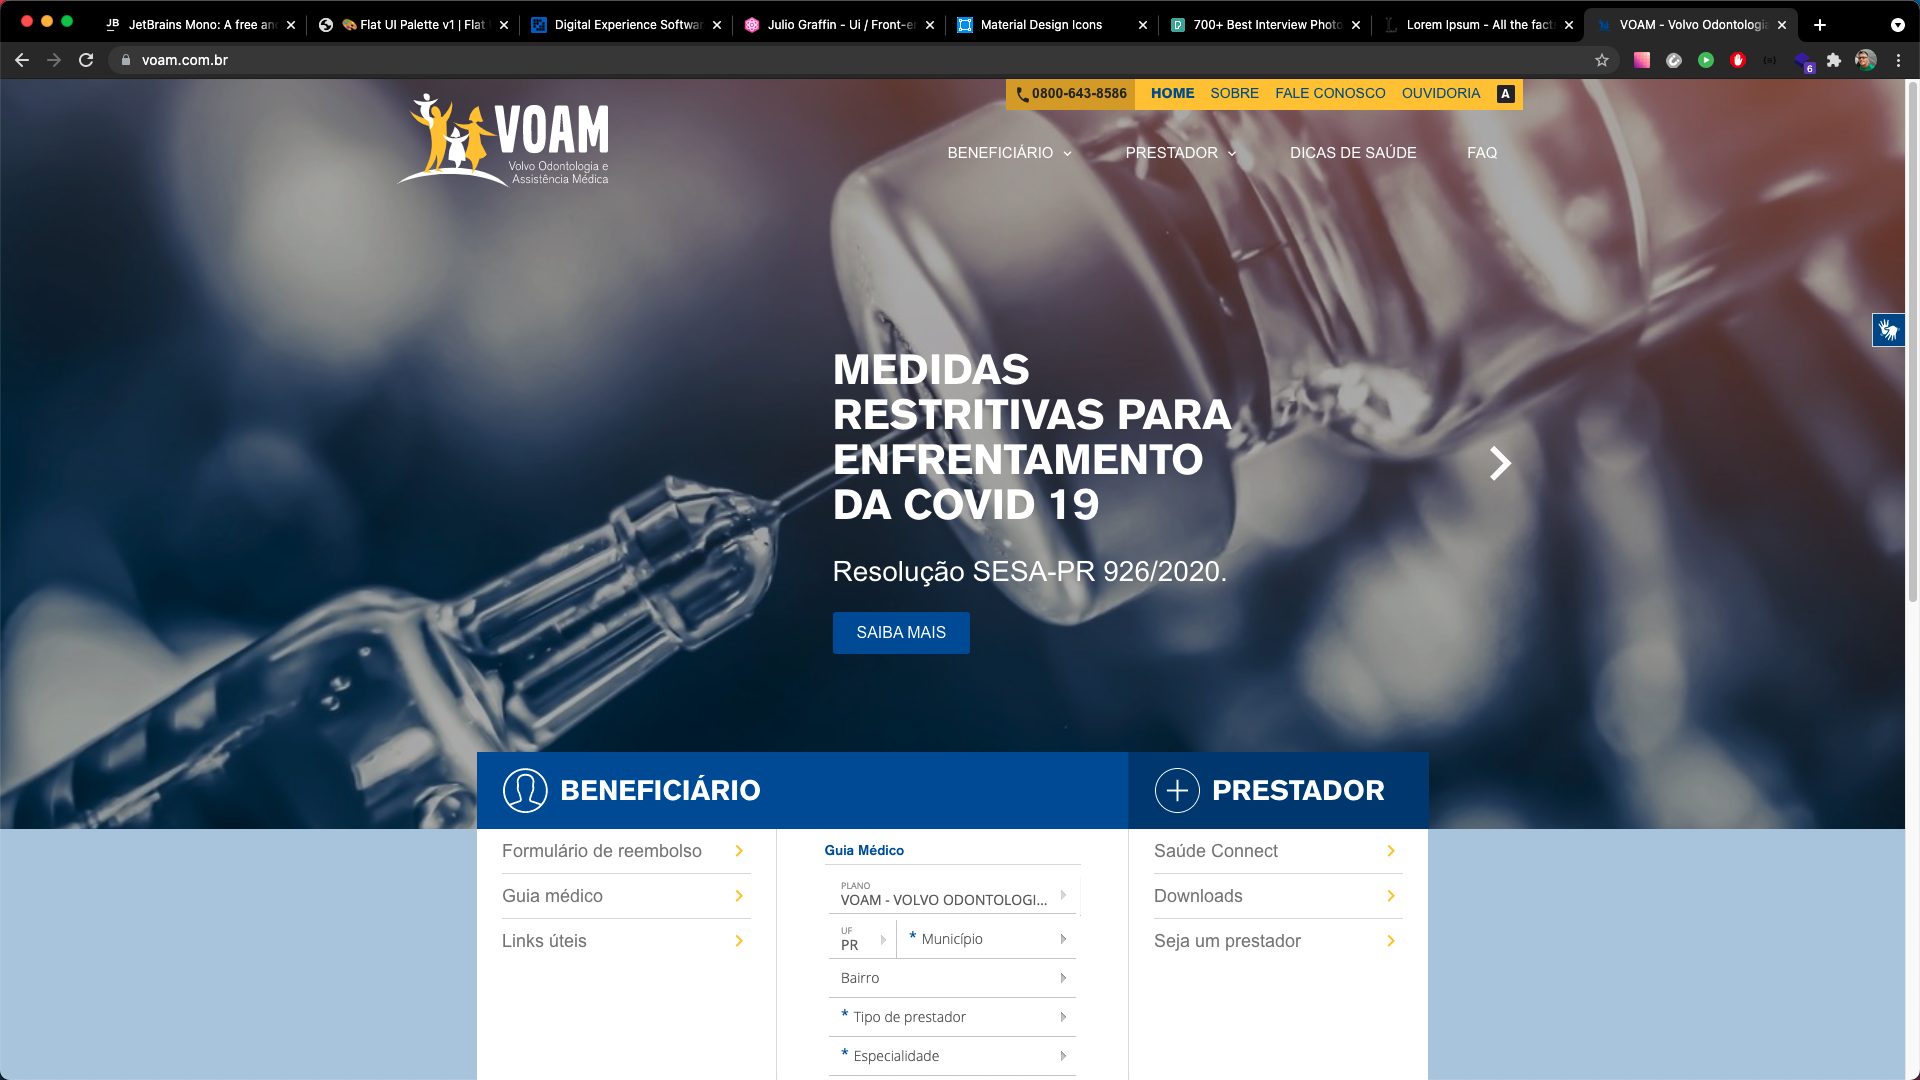 JB JetBrains Mono: A free an
Flat UI Palette v1 | Flat
Digital Experience Softwar
Julio Graffin - Ui / Front-e
Material Design Icons
700+ Best Interview Photo
Lorem Ipsum - All the fact
VOAM - Volvo Odontologia
voam.com.br
6
VOAM
Volvo Odontologia e
Assistência Médica
0800-643-8586
HOME
SOBRE
FALE CONOSCO
OUVIDORIA
A
BENEFICIÁRIO
PRESTADOR
DICAS DE SAÚDE
FAQ
MEDIDAS
RESTRITIVAS PARA
ENFRENTAMENTO
DA COVID 19
Resolução SESA-PR 926/2020.
SAIBA MAIS
BENEFICIÁRIO
Formulário de reembolso
Guia médico
Links úteis
Guia Médico
PLANO
VOAM - VOLVO ODONTOLOGI...
UF
PR
* Município
Bairro
* Tipo de prestador
* Especialidade
PRESTADOR
Saúde Connect
Downloads
Seja um prestador